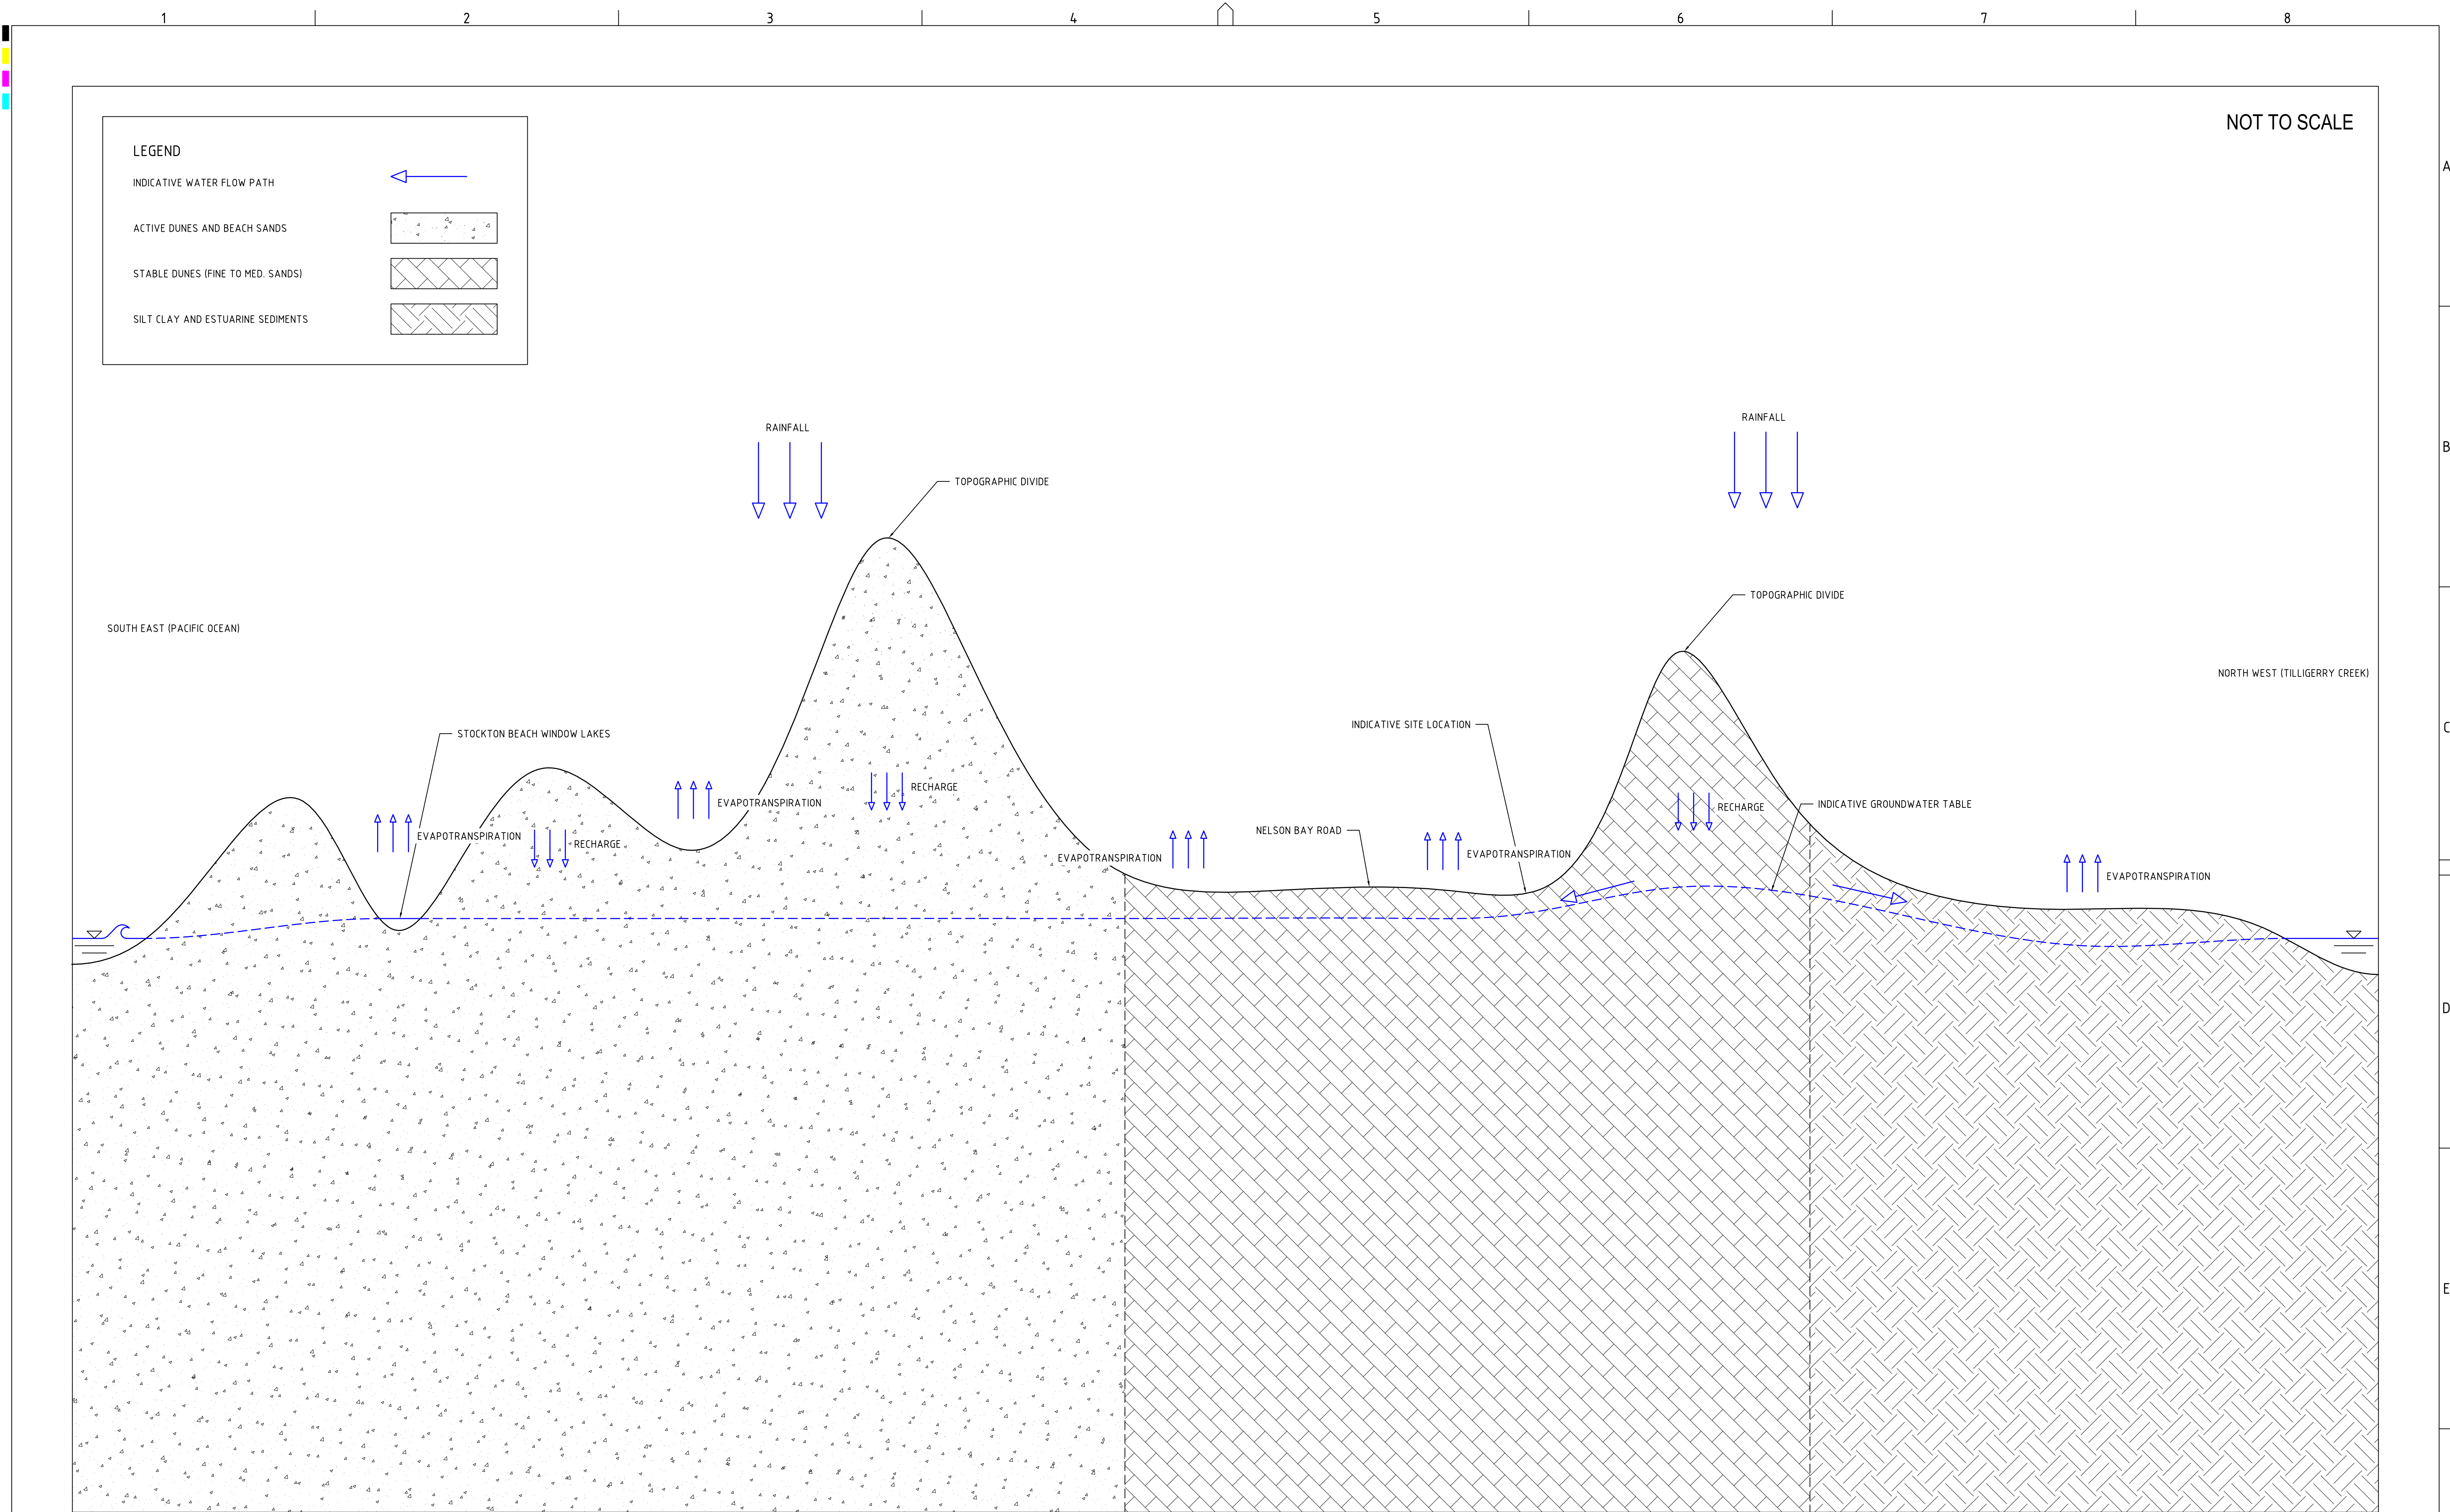 1 2 3 4 5 6 7 8
NOT TO SCALE
LEGEND
INDICATIVE WATER FLOW PATH
ACTIVE DUNES AND BEACH SANDS
STABLE DUNES (FINE TO MED. SANDS)
SILT CLAY AND ESTUARINE SEDIMENTS
A
RAINFALL
RAINFALL
B
TOPOGRAPHIC DIVIDE
TOPOGRAPHIC DIVIDE
SOUTH EAST (PACIFIC OCEAN)
NORTH WEST (TILLIGERRY CREEK)
INDICATIVE SITE LOCATION
C
STOCKTON BEACH WINDOW LAKES
RECHARGE
EVAPOTRANSPIRATION
INDICATIVE GROUNDWATER TABLE
RECHARGE
NELSON BAY ROAD
EVAPOTRANSPIRATION
RECHARGE
EVAPOTRANSPIRATION
EVAPOTRANSPIRATION
EVAPOTRANSPIRATION
D
E